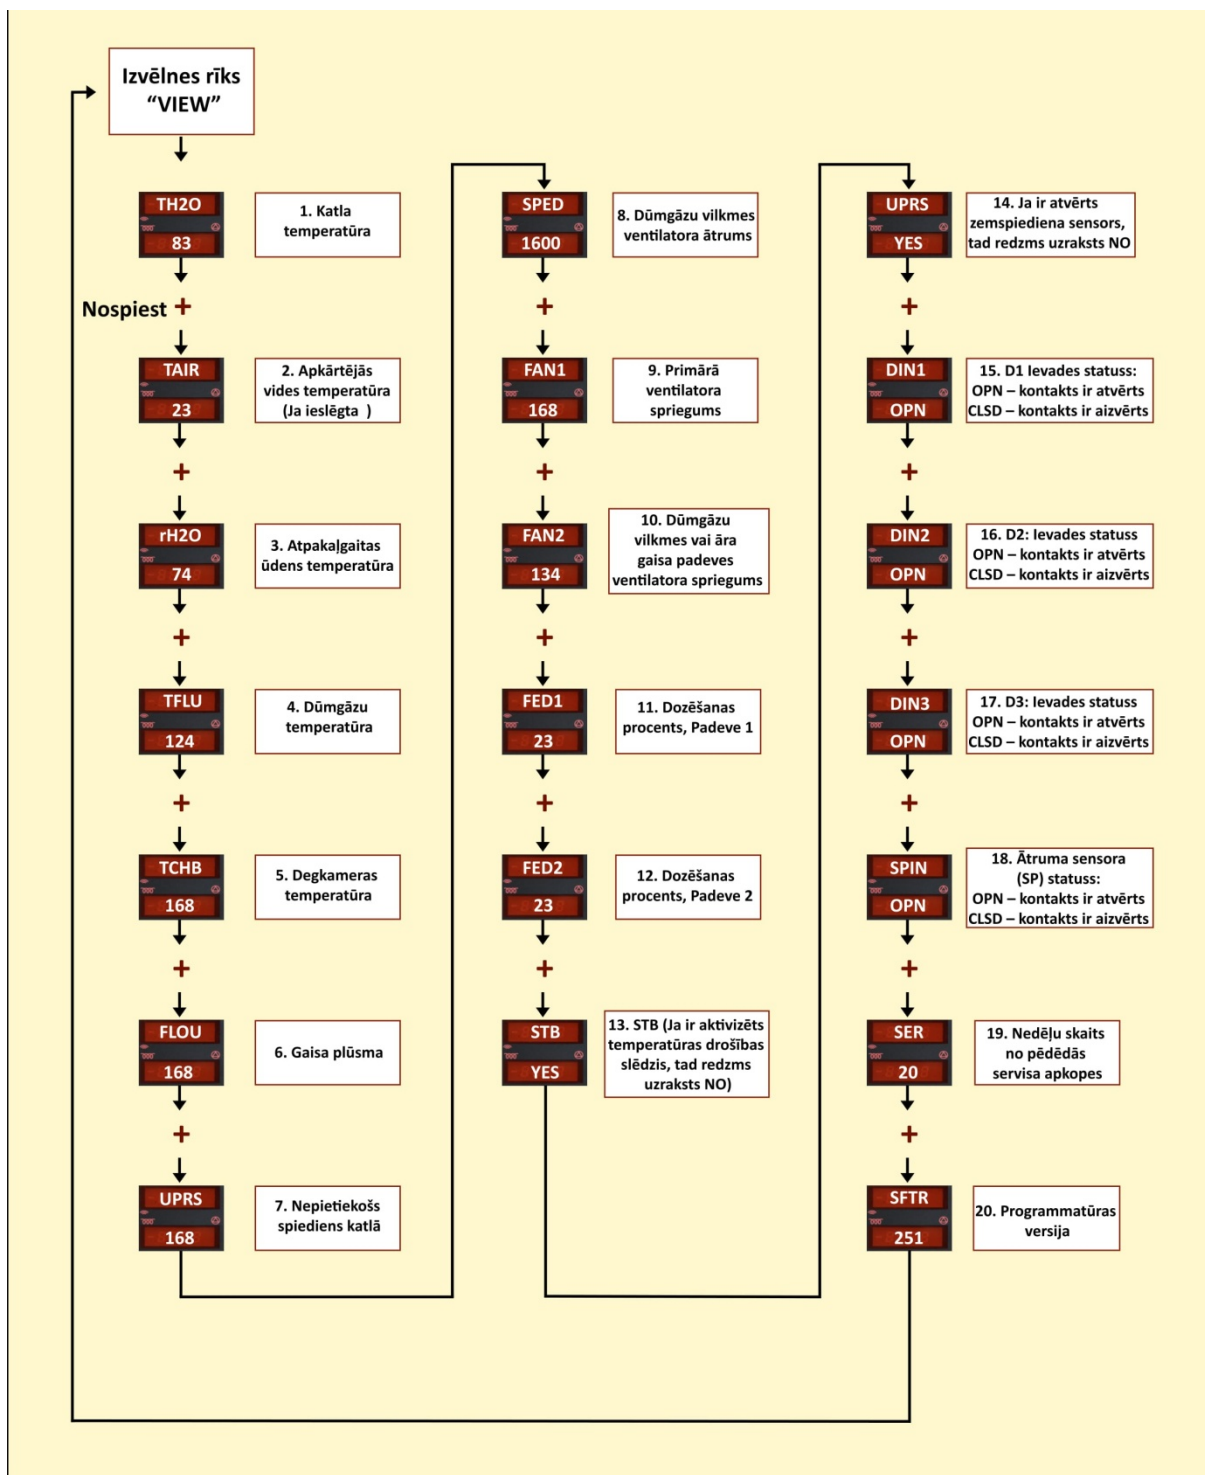 Izvēlnes rīks
“VIEW”
TH2O
83
1. Katla
temperatūra
Nospiest +
TAIR
23
2. Apkārtējās
vides temperatūra
(Ja ieslēgta )
+
rH2O
74
3. Atpakaļgaitas
ūdens temperatūra
+
TFLU
124
4. Dūmgāzu
temperatūra
+
TCHB
168
5. Degkameras
temperatūra
+
FLOU
168
6. Gaisa plūsma
+
UPRS
168
7. Nepietiekošs
spiediens katlā
SPED
1600
8. Dūmgāzu vilkmes
ventilatora ātrums
+
FAN1
168
9. Primārā
ventilatora
spriegums
+
FAN2
134
10. Dūmgāzu
vilkmes vai āra
gaisa padeves
ventilatora spriegums
+
FED1
23
11. Dozēšanas
procents, Padeve 1
+
FED2
23
12. Dozēšanas
procents, Padeve 2
+
STB
YES
13. STB (Ja ir aktivizēts
temperatūras drošības
slēdzis, tad redzms
uzraksts NO)
UPRS
YES
14. Ja ir atvērts
zemspiediena sensors,
tad redzms uzraksts NO
+
DIN1
OPN
15. D1 Ievades statuss:
OPN – kontakts ir atvērts
CLSD – kontakts ir aizvērts
+
DIN2
OPN
16. D2: Ievades statuss
OPN – kontakts ir atvērts
CLSD – kontakts ir aizvērts
+
DIN3
OPN
17. D3: Ievades statuss
OPN – kontakts ir atvērts
CLSD – kontakts ir aizvērts
+
SPIN
OPN
18. Ātruma sensora
(SP) statuss:
OPN – kontakts ir atvērts
CLSD – kontakts ir aizvērts
+
SER
20
19. Nedēļu skaits
no pēdēdās
servisa apkopes
+
SFTR
251
20. Programmatūras
versija